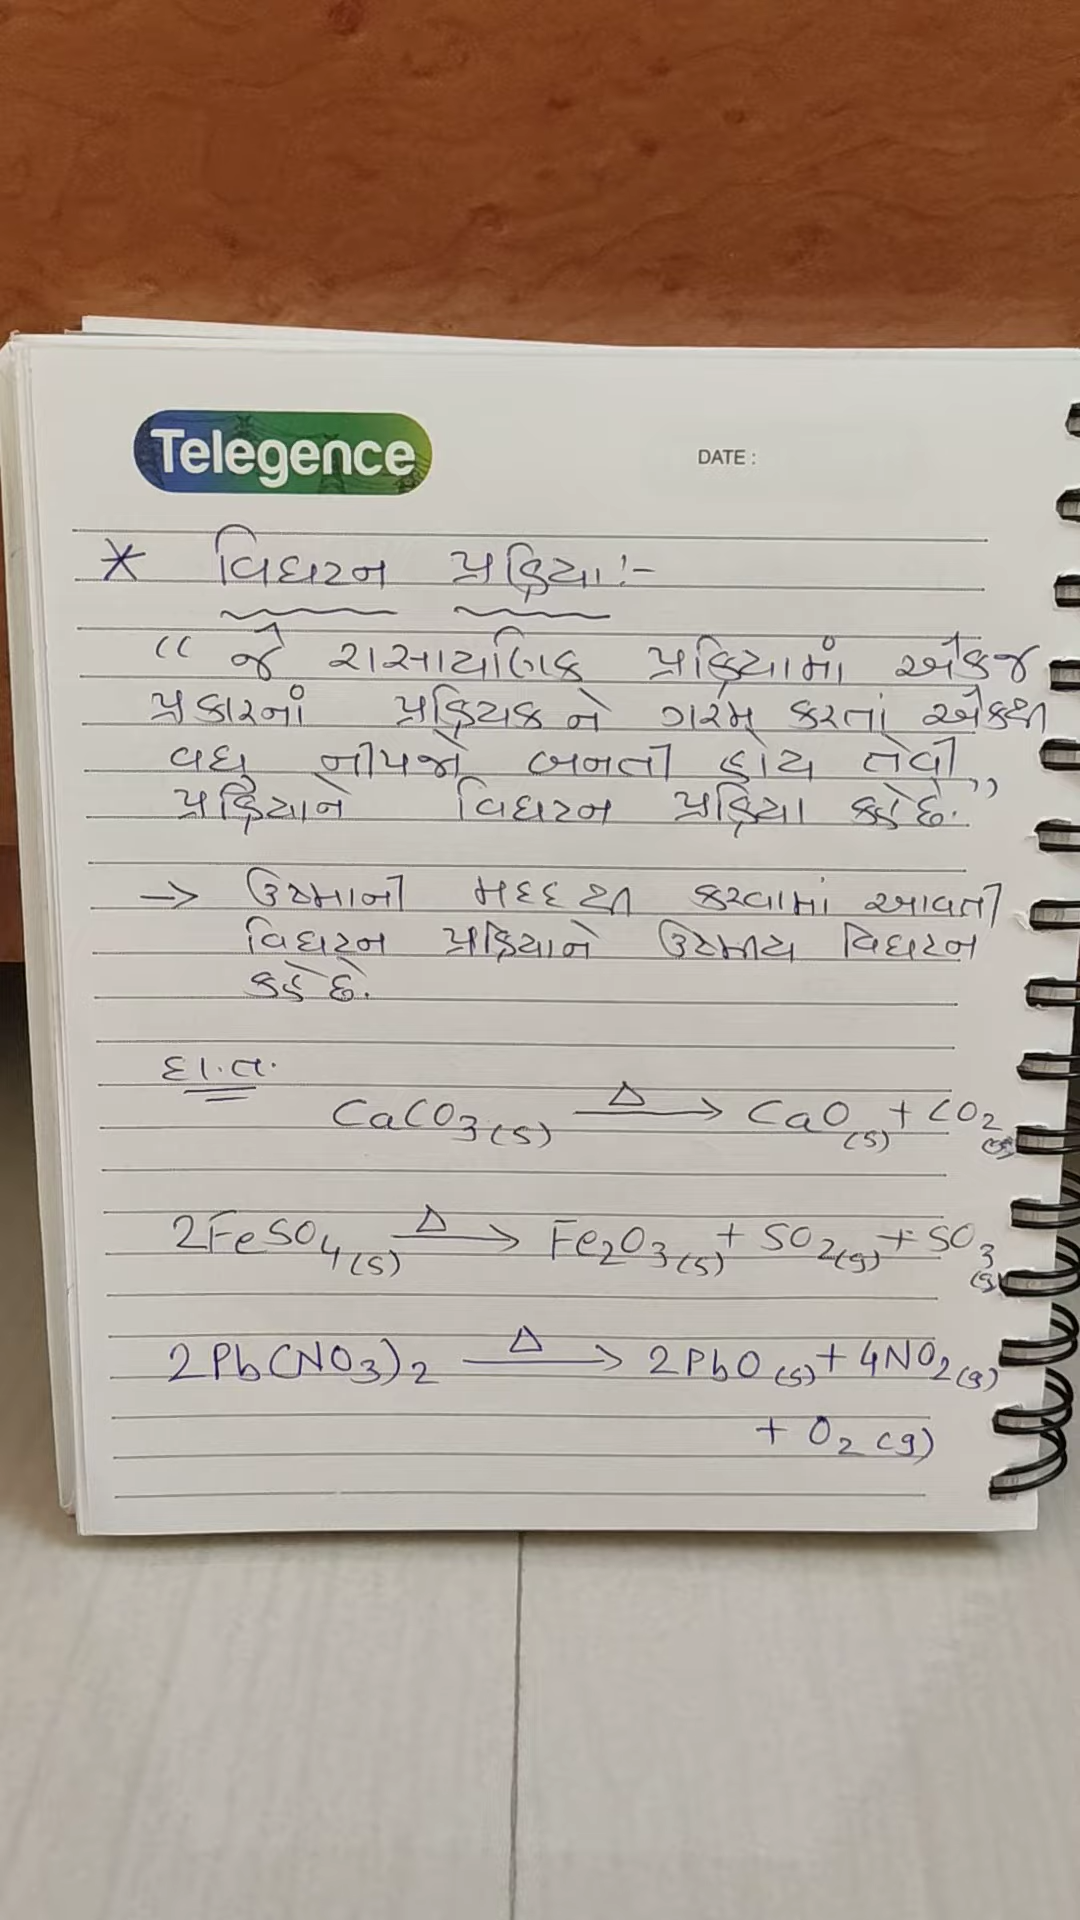 Telegence
DATE :
* વિઘટન પ્રક્રિયા:-
“ જે રાસાયણિક પ્રક્રિયામાં એકજ
પ્રકારનાં પ્રક્રિયક ને ગરમ કરતાં એકથી
વધુ નીપજો બનતી હોય તેવી
પ્રક્રિયાને વિઘટન પ્રક્રિયા કહે છે. ”
→ ઉષ્માની મદદથી કરવામાં આવતી
વિઘટન પ્રક્રિયાને ઉષ્મીય વિઘટન
કહે છે.
દા.ત.
CaCO3(s) —Δ→ CaO(s) + CO2(g)
2FeSO4(s) —Δ→ Fe2O3(s) + SO2(g) + SO3(g)
2Pb(NO3)2 —Δ→ 2PbO(s) + 4NO2(g)
+ O2(g)